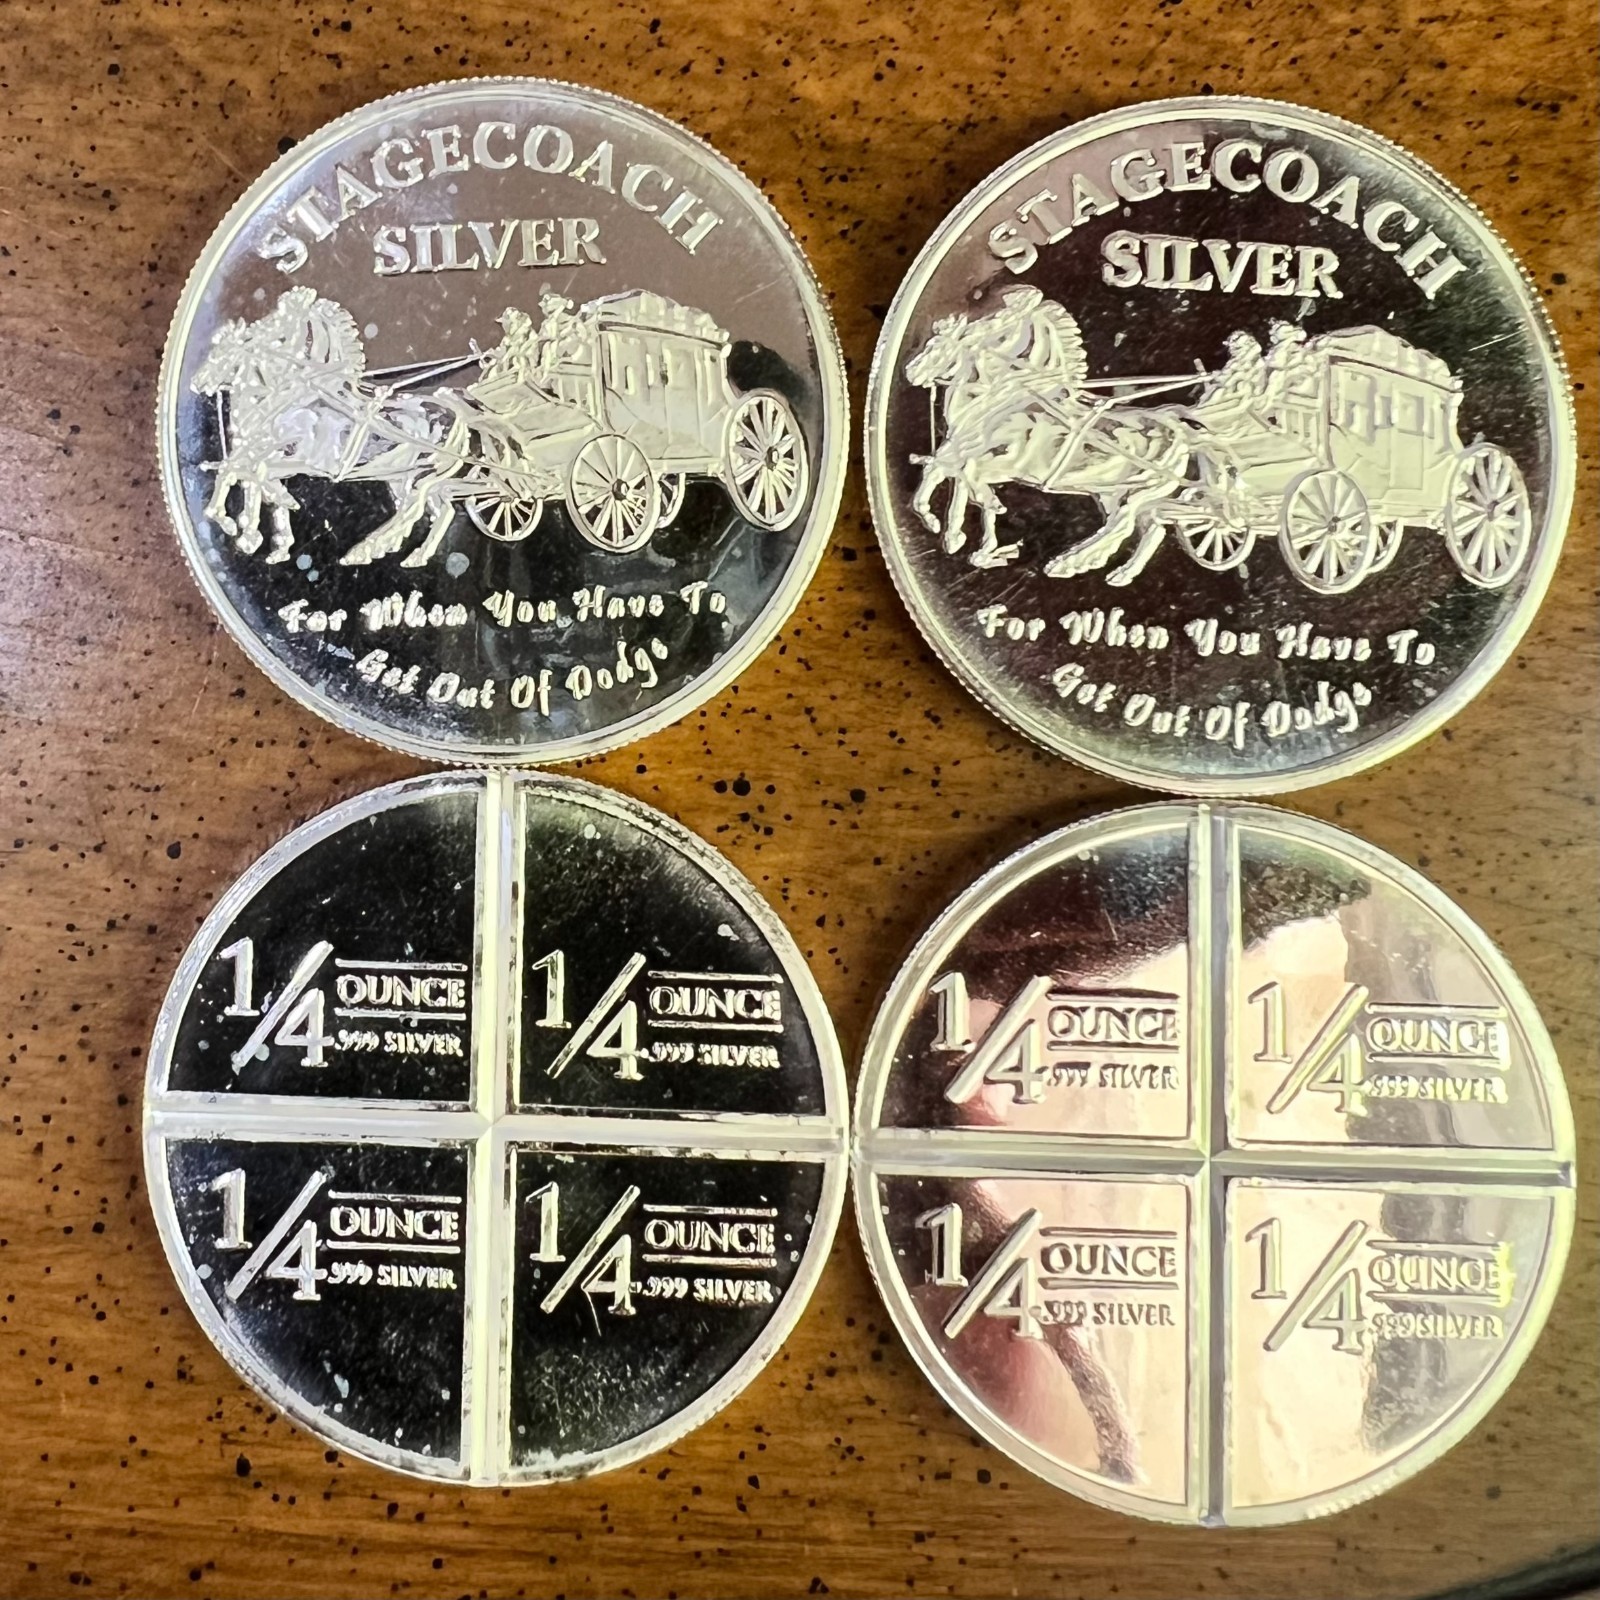 STAGECOACH
SILVER
For When You Have To
Get Out Of Dodge
STAGECOACH
SILVER
For When You Have To
Get Out Of Dodge
1/4 OUNCE
.999 SILVER
1/4 OUNCE
.999 SILVER
1/4 OUNCE
.999 SILVER
1/4 OUNCE
.999 SILVER
1/4 OUNCE
.999 SILVER
1/4 OUNCE
.999 SILVER
1/4 OUNCE
.999 SILVER
1/4 OUNCE
.999 SILVER